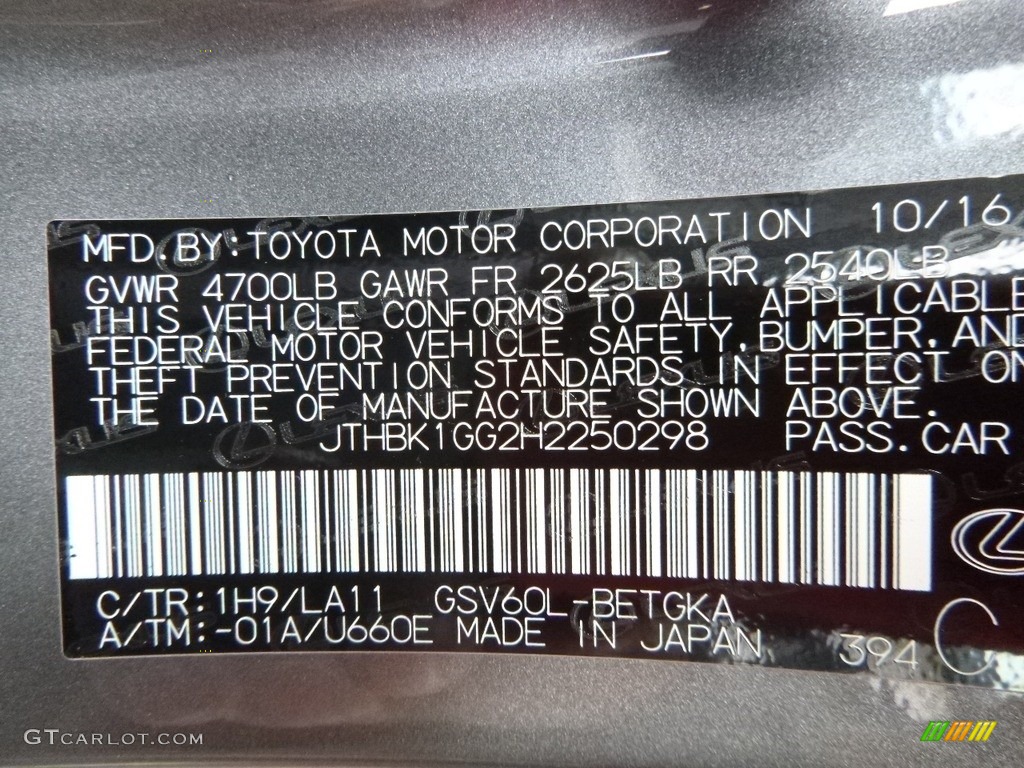 MFD. BY: TOYOTA MOTOR CORPORATION 10/16
GVWR 4700LB GAWR FR 2625LB RR 2540LB
THIS VEHICLE CONFORMS TO ALL APPLICABLE
FEDERAL MOTOR VEHICLE SAFETY, BUMPER, AND
THEFT PREVENTION STANDARDS IN EFFECT ON
THE DATE OF MANUFACTURE SHOWN ABOVE.
JTHBK1GG2H2250298 PASS. CAR
C/TR: 1H9/LA11 GSV60L-BETGKA
A/TM: -01A/U660E MADE IN JAPAN 394 C
GTCARLOT.COM